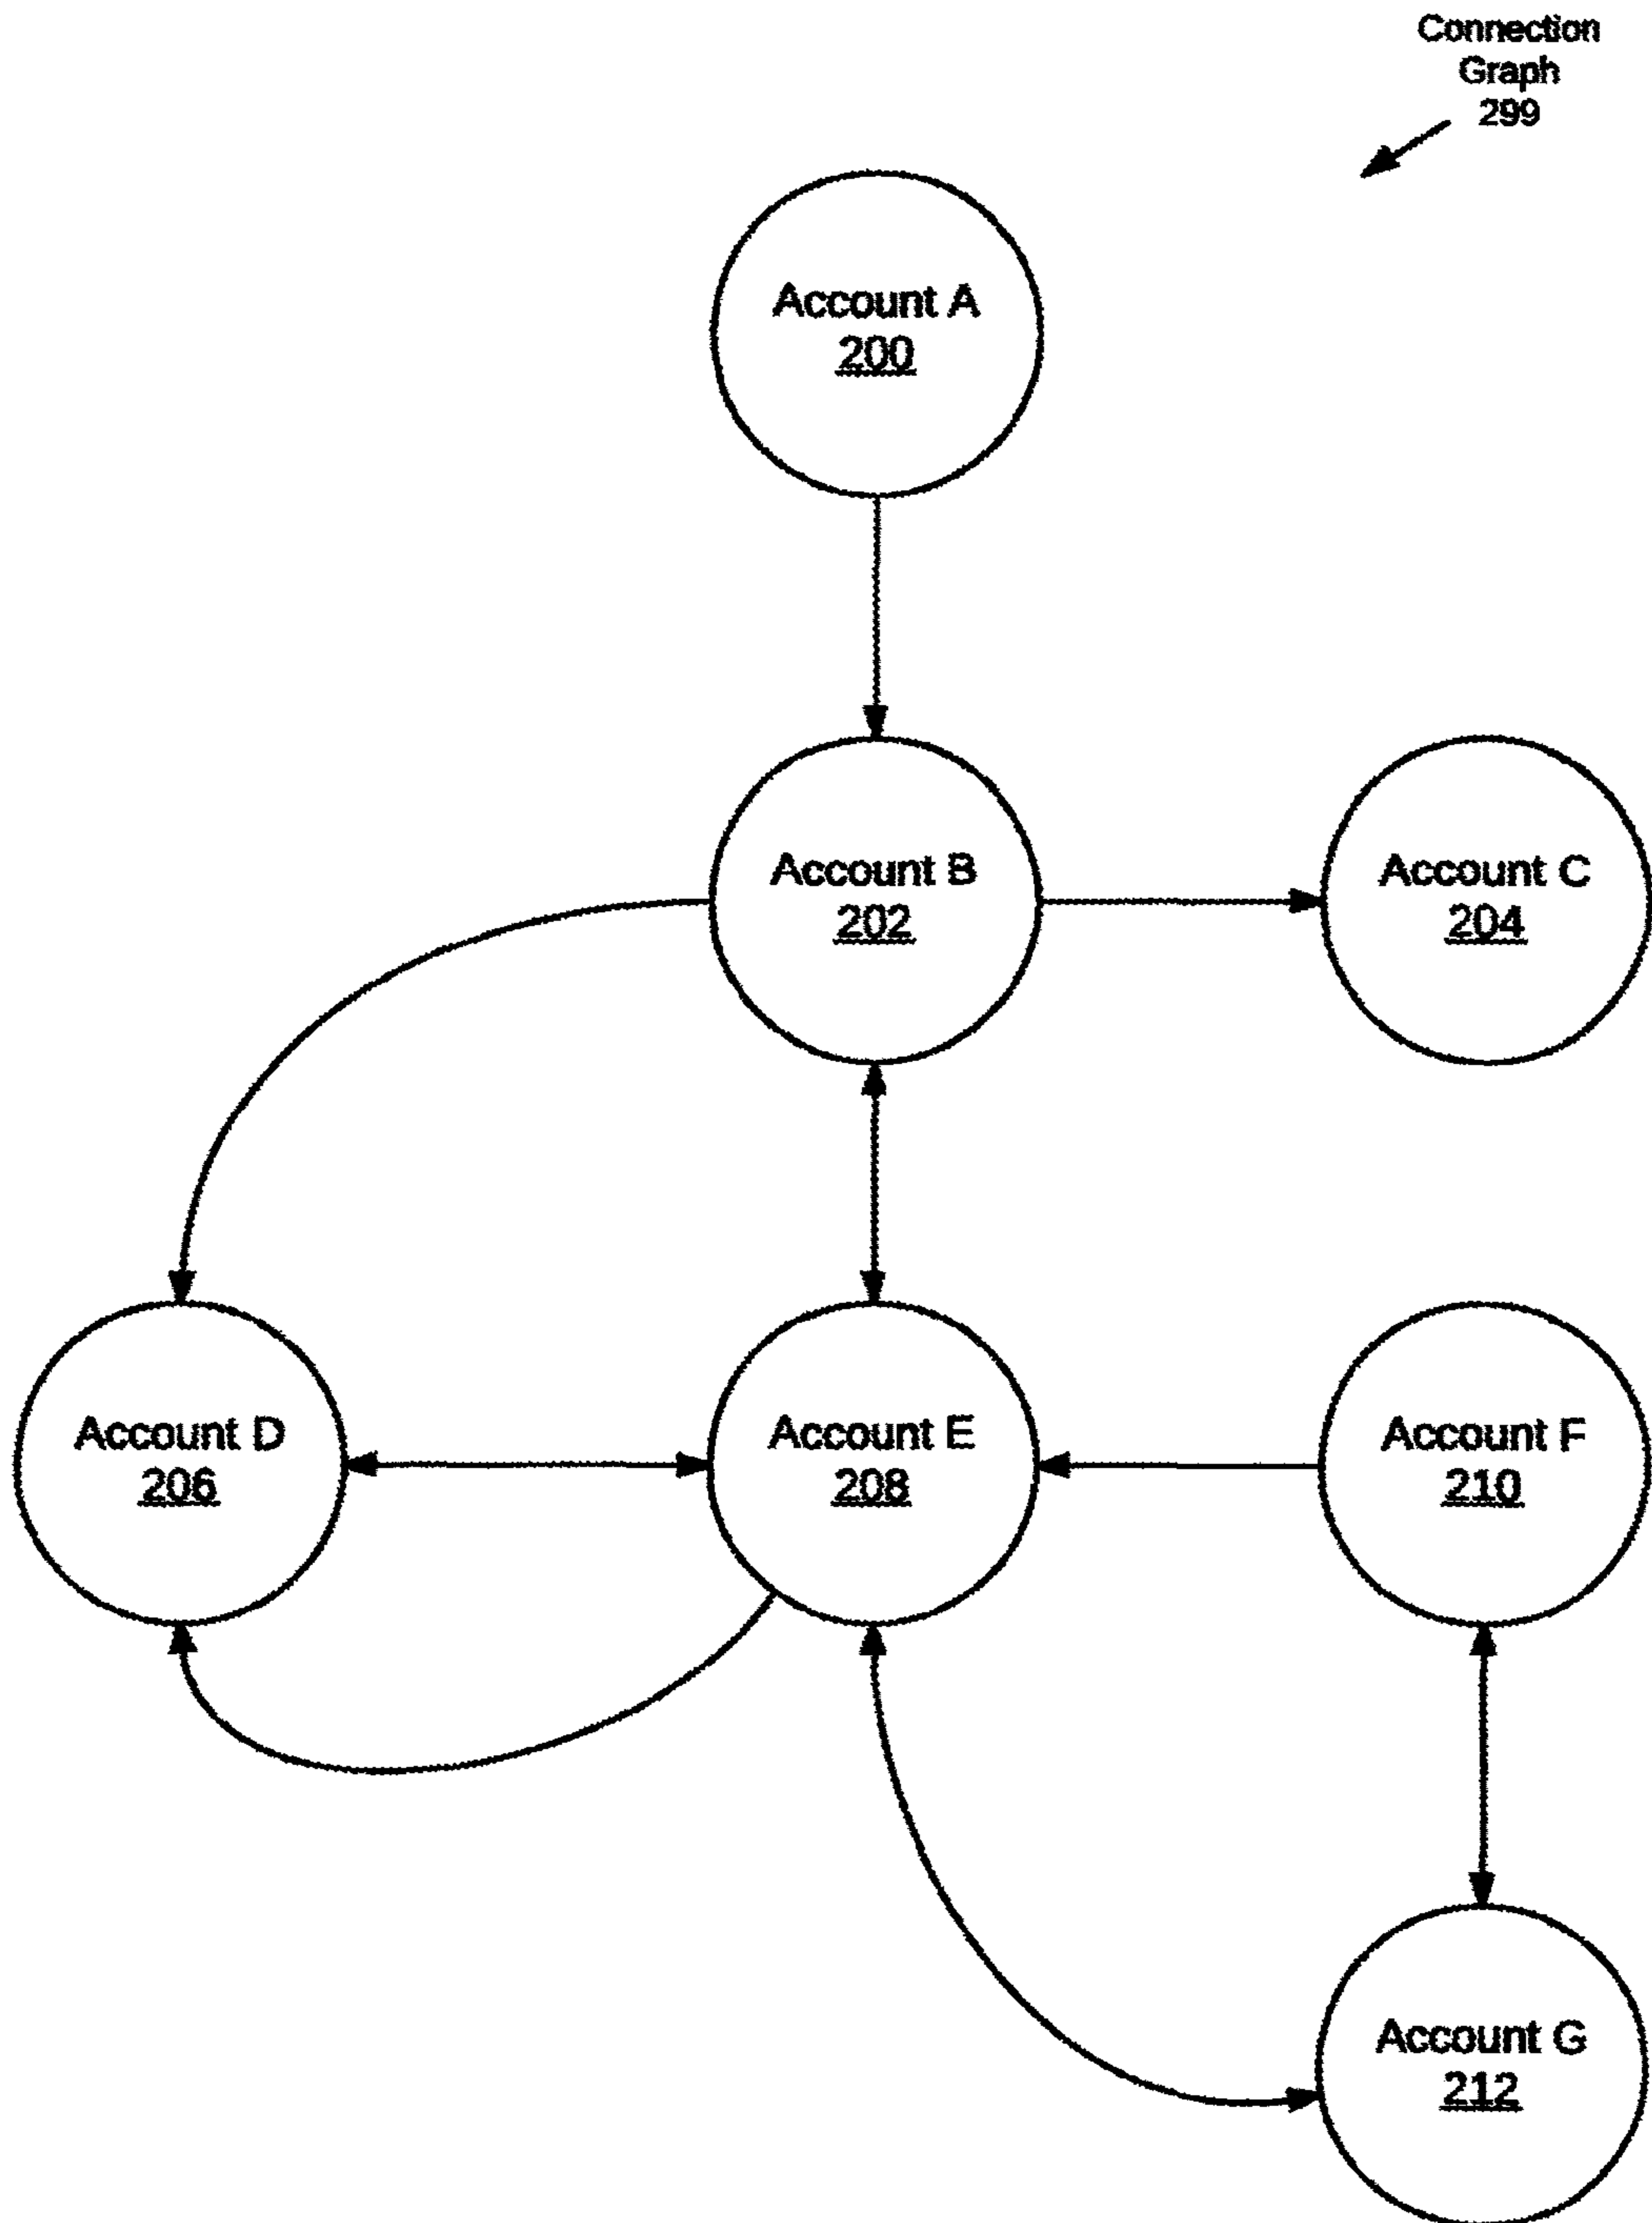 Connection
Graph
299
Account A
200
Account B
202
Account C
204
Account D
206
Account E
208
Account F
210
Account G
212